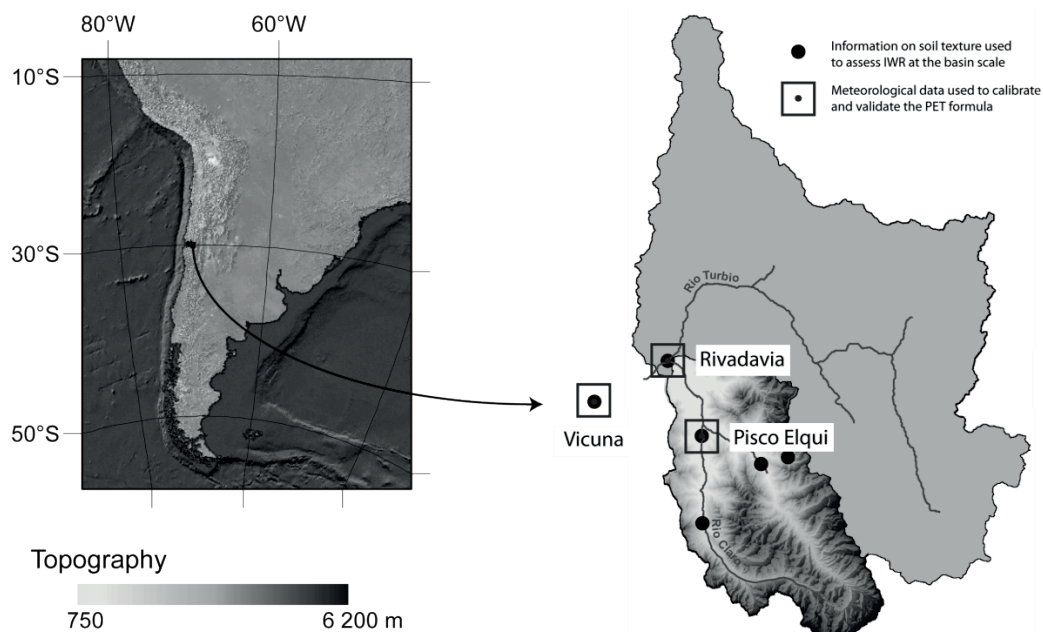 80°W
60°W
10°S
30°S
50°S
Information on soil texture used
to assess IWR at the basin scale
Meteorological data used to calibrate
and validate the PET formula
Rio Turbio
Rivadavia
Vicuna
Pisco Elqui
Rio Claro
Topography
750
6 200 m